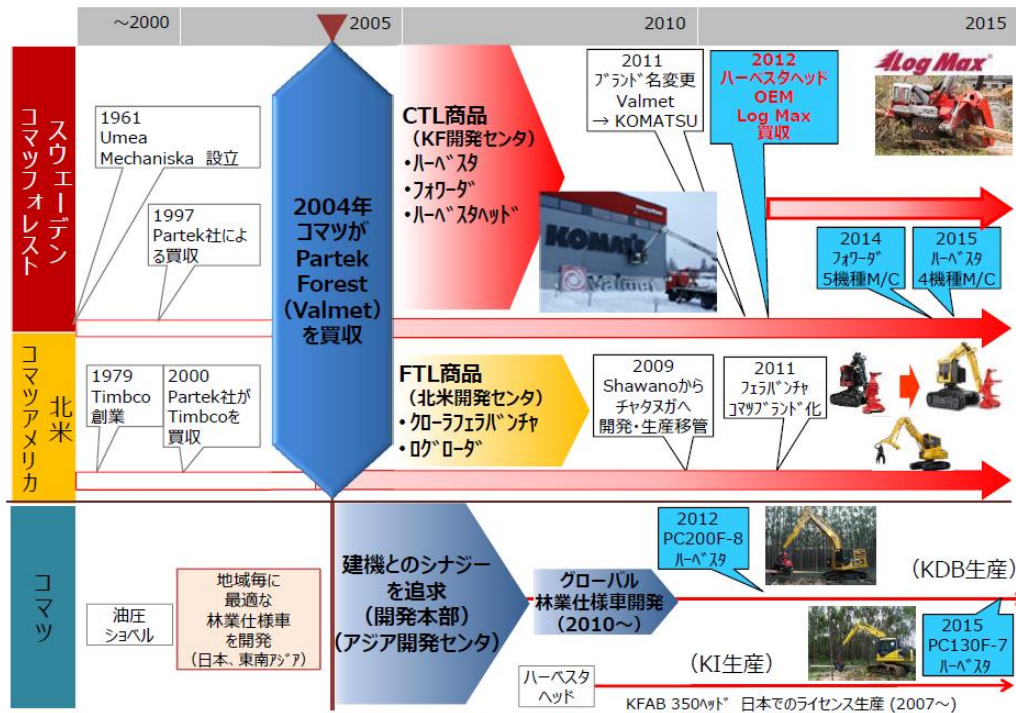 ～2000
2005
2010
2015
スウェーデン
コマツフォレスト
1961
Umea
Mechaniska 設立
1997
Partek社によ
る買収
2004年
コマツが
Partek
Forest
(Valmet)
を買収
CTL商品
（KF開発センタ）
・ﾊｰﾍﾞｽﾀ
・ﾌｫﾜｰﾀﾞ
・ﾊｰﾍﾞｽﾀﾍｯﾄﾞ
KOMATS
Valmet
2011
ﾌﾞﾗﾝﾄﾞ名変更
Valmet
→ KOMATSU
2012
ﾊｰﾍﾞｽﾀヘッド
OEM
Log Max
買収
Log Max
2014
ﾌｫﾜｰﾀﾞ
5機種M/C
2015
ﾊｰﾍﾞｽﾀ
4機種M/C
北米
コマツアメリカ
1979
Timbco
創業
2000
Partek社が
Timbcoを
買収
FTL商品
（北米開発センタ）
・ｸﾛｰﾗﾌｪﾗﾊﾞﾝﾁｬ
・ﾛｸﾞﾛｰﾀﾞ
2009
Shawanoから
チャタヌガへ
開発・生産移管
2011
ﾌｪﾗﾊﾞﾝﾁｬ
ｺﾏﾂﾌﾞﾗﾝﾄﾞ化
コマツ
油圧
ショベル
地域毎に
最適な
林業仕様車
を開発
(日本、東南ｱｼﾞｱ)
建機とのシナジー
を追求
(開発本部)
(アジア開発センタ)
グローバル
林業仕様車開発
(2010～)
2012
PC200F-8
ﾊｰﾍﾞｽﾀ
（KDB生産）
（KI生産）
2015
PC130F-7
ﾊｰﾍﾞｽﾀ
ハーベスタ
ヘッド
KFAB 350ﾍｯﾄﾞ 日本でのライセンス生産 (2007～)